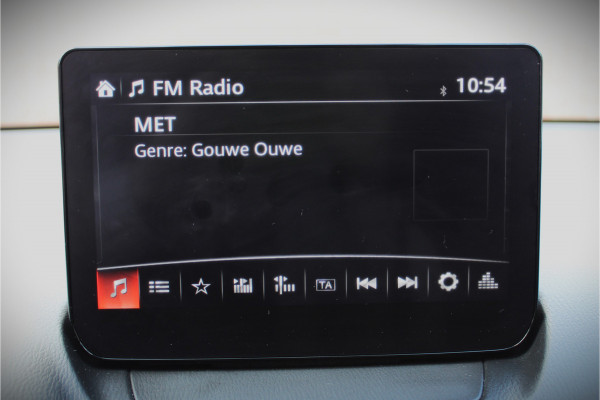 FM Radio 10:54
MET
Genre: Gouwe Ouwe
TA